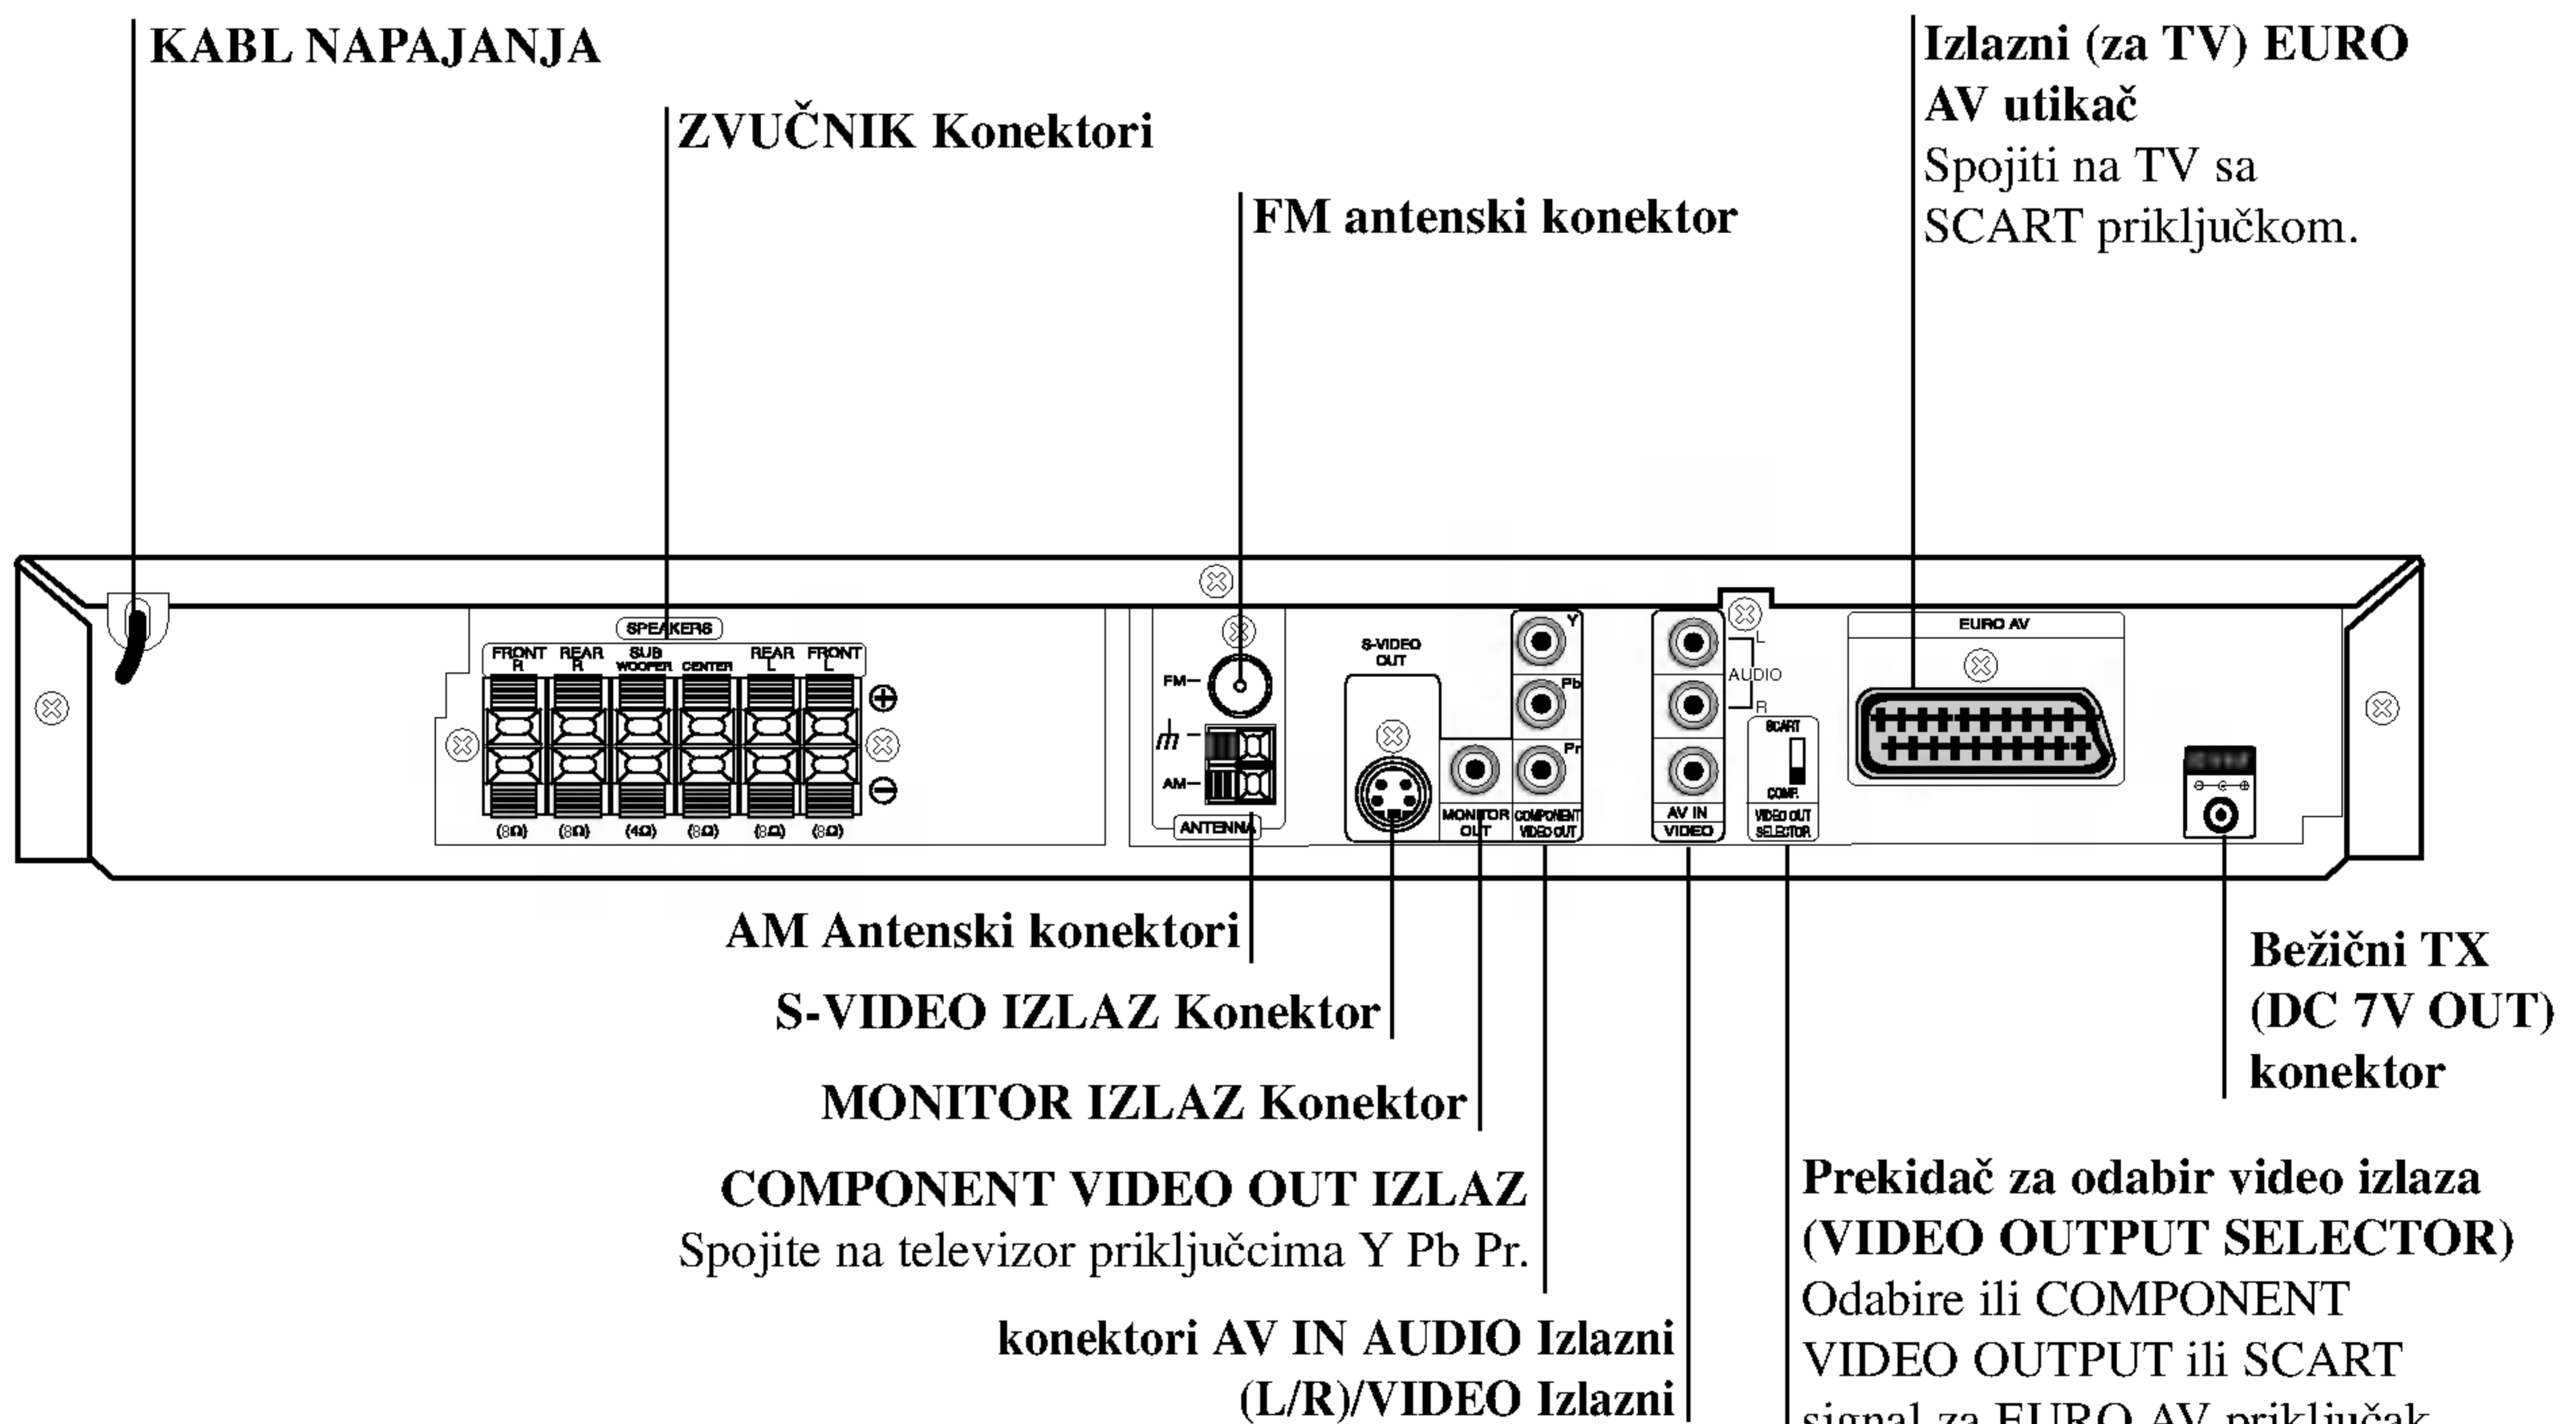 KABL NAPAJANJA
ZVUČNIK Konektori
FM antenski konektor
Izlazni (za TV) EURO
AV utikač
Spojiti na TV sa
SCART priključkom.
SPEAKERS
FRONT R
REAR R
SUB WOOFER
CENTER
REAR L
FRONT L
(8Ω) (8Ω) (4Ω) (8Ω) (8Ω) (8Ω)
FM
AM
ANTENNA
S-VIDEO
OUT
MONITOR
OUT
Y
Pb
Pr
COMPONENT
VIDEO OUT
L
AUDIO
R
AV IN
VIDEO
SCART
COMP.
VIDEO OUT
SELECTOR
EURO AV
AM Antenski konektori
S-VIDEO IZLAZ Konektor
MONITOR IZLAZ Konektor
COMPONENT VIDEO OUT IZLAZ
Spojite na televizor priključcima Y Pb Pr.
konektori AV IN AUDIO Izlazni
(L/R)/VIDEO Izlazni
Bežični TX
(DC 7V OUT)
konektor
Prekidač za odabir video izlaza
(VIDEO OUTPUT SELECTOR)
Odabire ili COMPONENT
VIDEO OUTPUT ili SCART
signal za EURO AV priključak